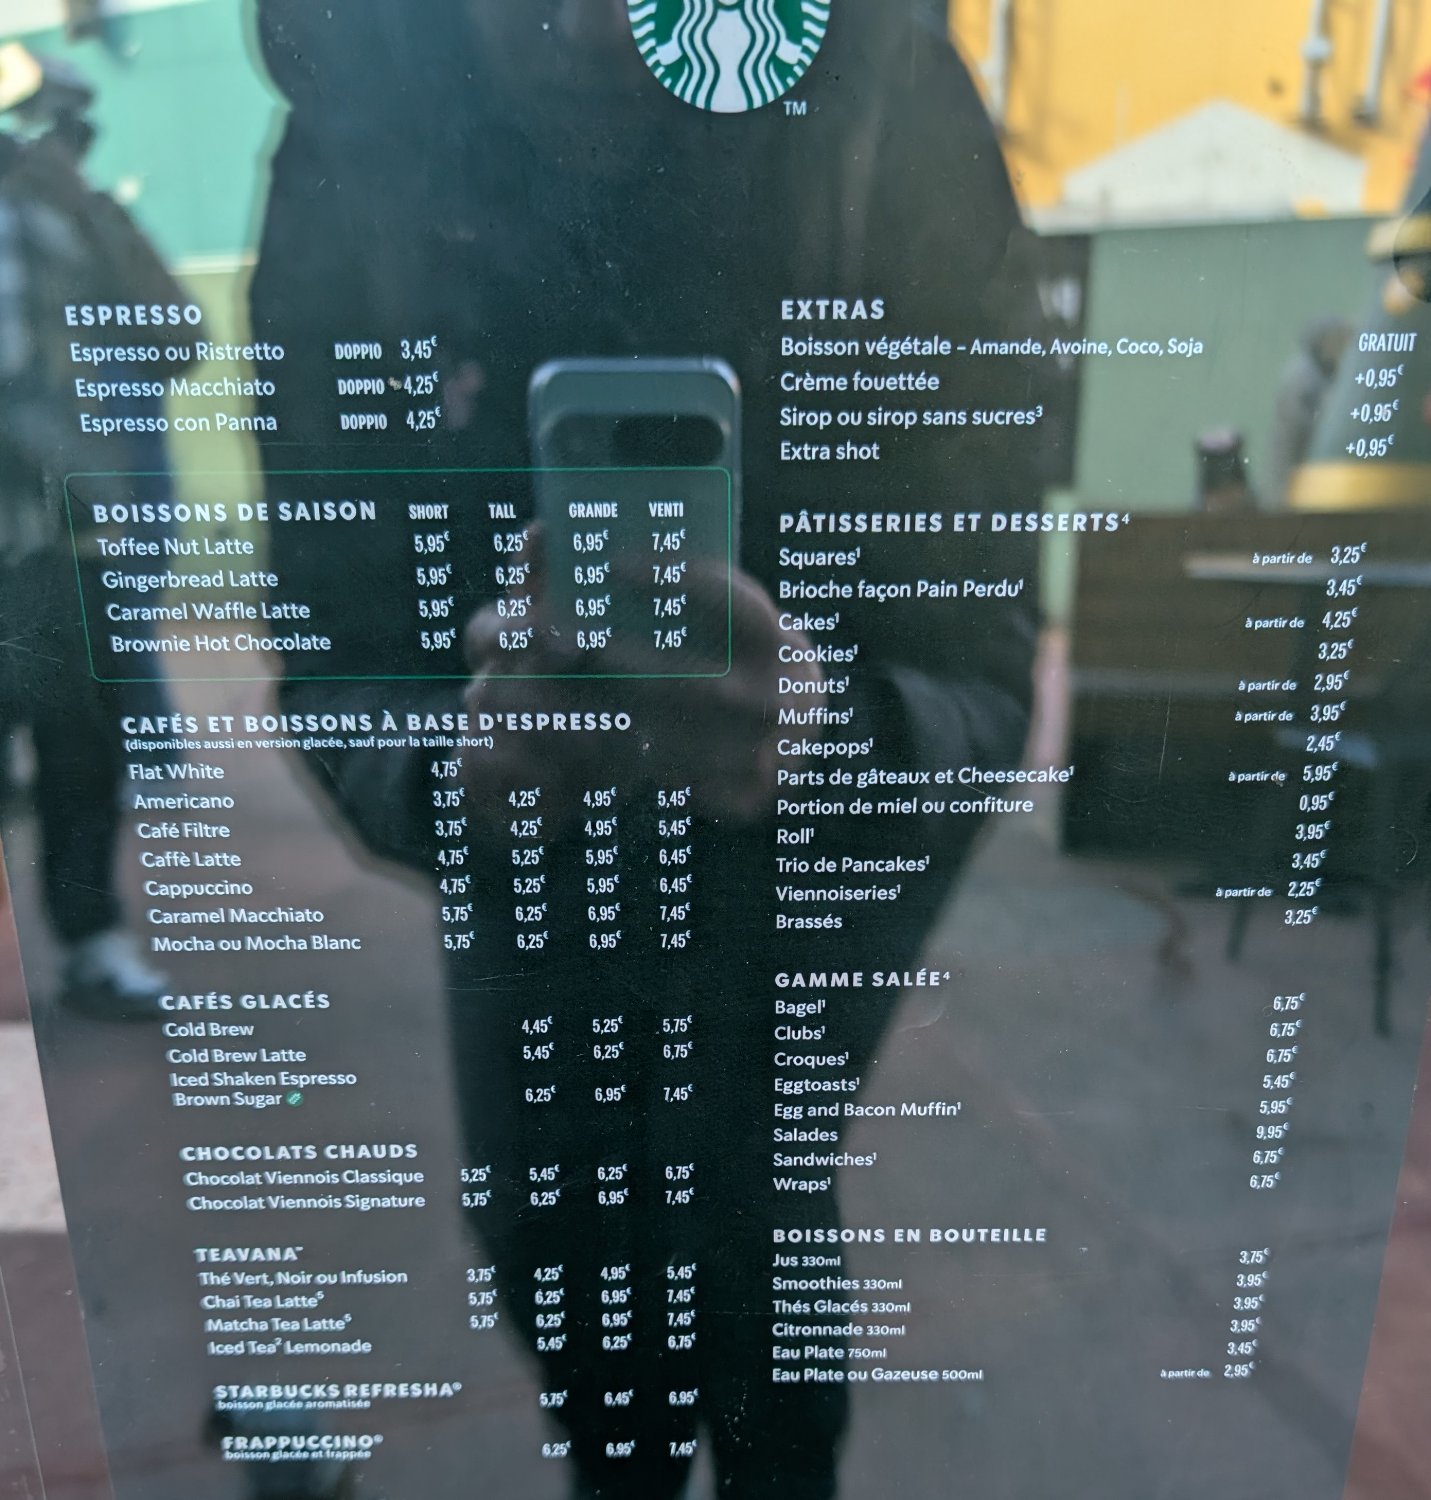 TM
ESPRESSO
Espresso ou Ristretto DOPPIO 3,45€
Espresso Macchiato DOPPIO 4,25€
Espresso con Panna DOPPIO 4,25€
BOISSONS DE SAISON SHORT TALL GRANDE VENTI
Toffee Nut Latte 5,95€ 6,25€ 6,95€ 7,45€
Gingerbread Latte 5,95€ 6,25€ 6,95€ 7,45€
Caramel Waffle Latte 5,95€ 6,25€ 6,95€ 7,45€
Brownie Hot Chocolate 5,95€ 6,25€ 6,95€ 7,45€
CAFÉS ET BOISSONS À BASE D'ESPRESSO
(disponibles aussi en version glacée, sauf pour la taille short)
Flat White 4,75€
Americano 3,75€ 4,25€ 4,95€ 5,45€
Café Filtre 3,75€ 4,25€ 4,95€ 5,45€
Caffè Latte 4,75€ 5,25€ 5,95€ 6,45€
Cappuccino 4,75€ 5,25€ 5,95€ 6,45€
Caramel Macchiato 5,75€ 6,25€ 6,95€ 7,45€
Mocha ou Mocha Blanc 5,75€ 6,25€ 6,95€ 7,45€
CAFÉS GLACÉS
Cold Brew 4,45€ 5,25€ 5,75€
Cold Brew Latte 5,45€ 6,25€ 6,75€
Iced Shaken Espresso
Brown Sugar 6,25€ 6,95€ 7,45€
CHOCOLATS CHAUDS
Chocolat Viennois Classique 5,25€ 5,45€ 6,25€ 6,75€
Chocolat Viennois Signature 5,75€ 6,25€ 6,95€ 7,45€
TEAVANA™
Thé Vert, Noir ou Infusion 3,75€ 4,25€ 4,95€ 5,45€
Chai Tea Latte⁵ 5,75€ 6,25€ 6,95€ 7,45€
Matcha Tea Latte⁵ 5,75€ 6,25€ 6,95€ 7,45€
Iced Tea² Lemonade 5,45€ 6,25€ 6,75€
STARBUCKS REFRESHA® 5,75€ 6,45€ 6,95€
boisson glacée aromatisée
FRAPPUCCINO® 6,25€ 6,95€ 7,45€
boisson glacée et frappée
EXTRAS
Boisson végétale – Amande, Avoine, Coco, Soja GRATUIT
Crème fouettée +0,95€
Sirop ou sirop sans sucres³ +0,95€
Extra shot +0,95€
PÂTISSERIES ET DESSERTS⁴
Squares¹ à partir de 3,25€
Brioche façon Pain Perdu¹ 3,45€
Cakes¹ à partir de 4,25€
Cookies¹ 3,25€
Donuts¹ à partir de 2,95€
Muffins¹ à partir de 3,95€
Cakepops¹ 2,45€
Parts de gâteaux et Cheesecake¹ à partir de 5,95€
Portion de miel ou confiture 0,95€
Roll¹ 3,95€
Trio de Pancakes¹ 3,45€
Viennoiseries¹ à partir de 2,25€
Brassés 3,25€
GAMME SALÉE⁴
Bagel¹ 6,75€
Clubs¹ 6,75€
Croques¹ 6,75€
Eggtoasts¹ 5,45€
Egg and Bacon Muffin¹ 5,95€
Salades 9,95€
Sandwiches¹ 6,75€
Wraps¹ 6,75€
BOISSONS EN BOUTEILLE
Jus 330ml 3,75€
Smoothies 330ml 3,95€
Thés Glacés 330ml 3,95€
Citronnade 330ml 3,95€
Eau Plate 750ml 3,45€
Eau Plate ou Gazeuse 500ml à partir de 2,95€